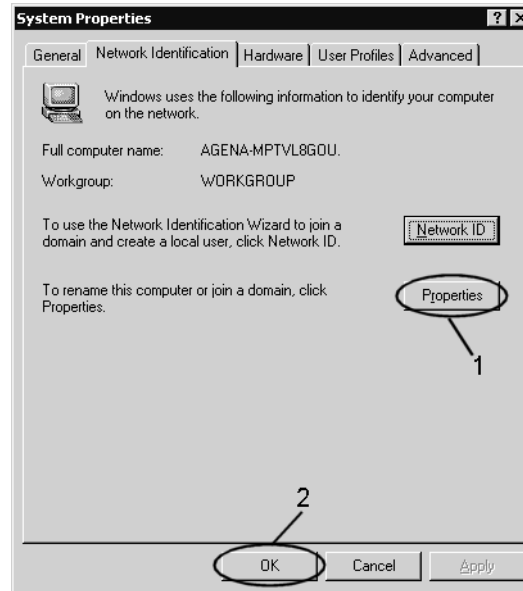 System Properties
General Network Identification Hardware User Profiles Advanced
Windows uses the following information to identify your computer
on the network.
Full computer name: AGENA-MPTVL8GOU.
Workgroup: WORKGROUP
To use the Network Identification Wizard to join a
domain and create a local user, click Network ID.
Network ID
To rename this computer or join a domain, click
Properties.
Properties
1
2
OK Cancel Apply